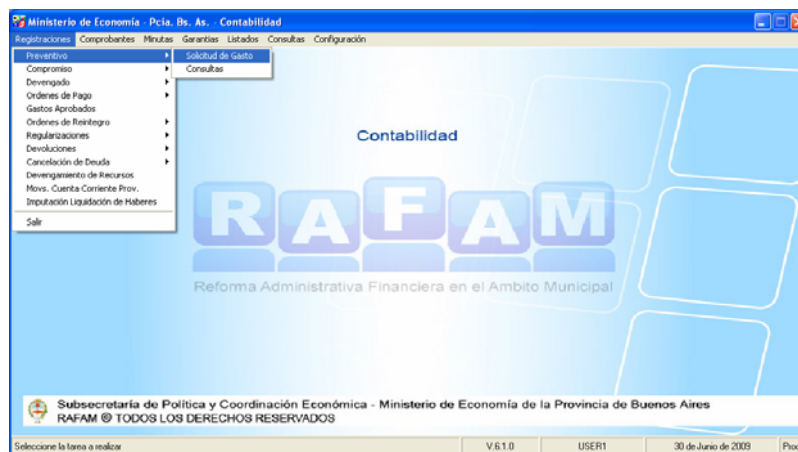 Ministerio de Economía - Pcia. Bs. As. - Contabilidad
Registraciones Comprobantes Minutas Garantías Listados Consultas Configuración
Preventivo
Solicitud de Gasto
Compromiso
Consultas
Devengado
Ordenes de Pago
Gastos Aprobados
Ordenes de Reintegro
Regularizaciones
Devoluciones
Cancelación de Deuda
Devengamiento de Recursos
Movs. Cuenta Corriente Prov.
Imputación Liquidación de Haberes
Salir
Contabilidad
RAFAM
Reforma Administrativa Financiera en el Ambito Municipal
Subsecretaría de Política y Coordinación Económica - Ministerio de Economía de la Provincia de Buenos Aires
RAFAM ® TODOS LOS DERECHOS RESERVADOS
Seleccione la tarea a realizar V.6.1.0 USER1 30 de Junio de 2009